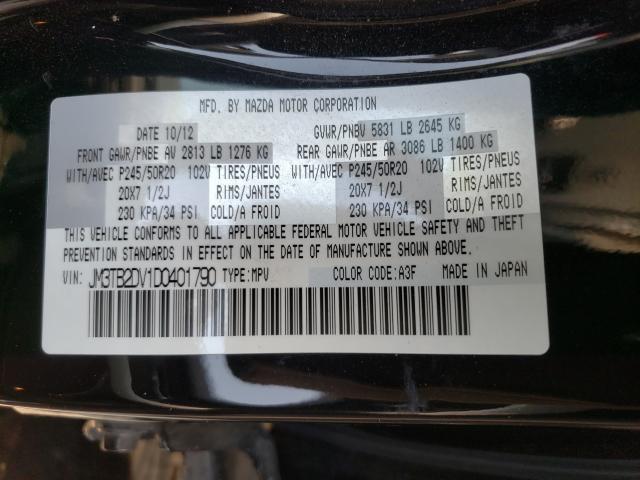 MFD. BY MAZDA MOTOR CORPORATION
DATE 10/12 GVWR/PNBV 5831 LB 2645 KG
FRONT GAWR/PNBE AV 2813 LB 1276 KG REAR GAWR/PNBE AR 3086 LB 1400 KG
WITH/AVEC P245/50R20 102V TIRES/PNEUS WITH/AVEC P245/50R20 102V TIRES/PNEUS
20X7 1/2J RIMS/JANTES 20X7 1/2J RIMS/JANTES
230 KPA/34 PSI COLD/A FROID 230 KPA/34 PSI COLD/A FROID
THIS VEHICLE CONFORMS TO ALL APPLICABLE FEDERAL MOTOR VEHICLE SAFETY AND THEFT
PREVENTION STANDARDS IN EFFECT ON THE DATE OF MANUFACTURE SHOWN ABOVE.
VIN: JM3TB2DV1D0401790 TYPE: MPV COLOR CODE: A3F MADE IN JAPAN